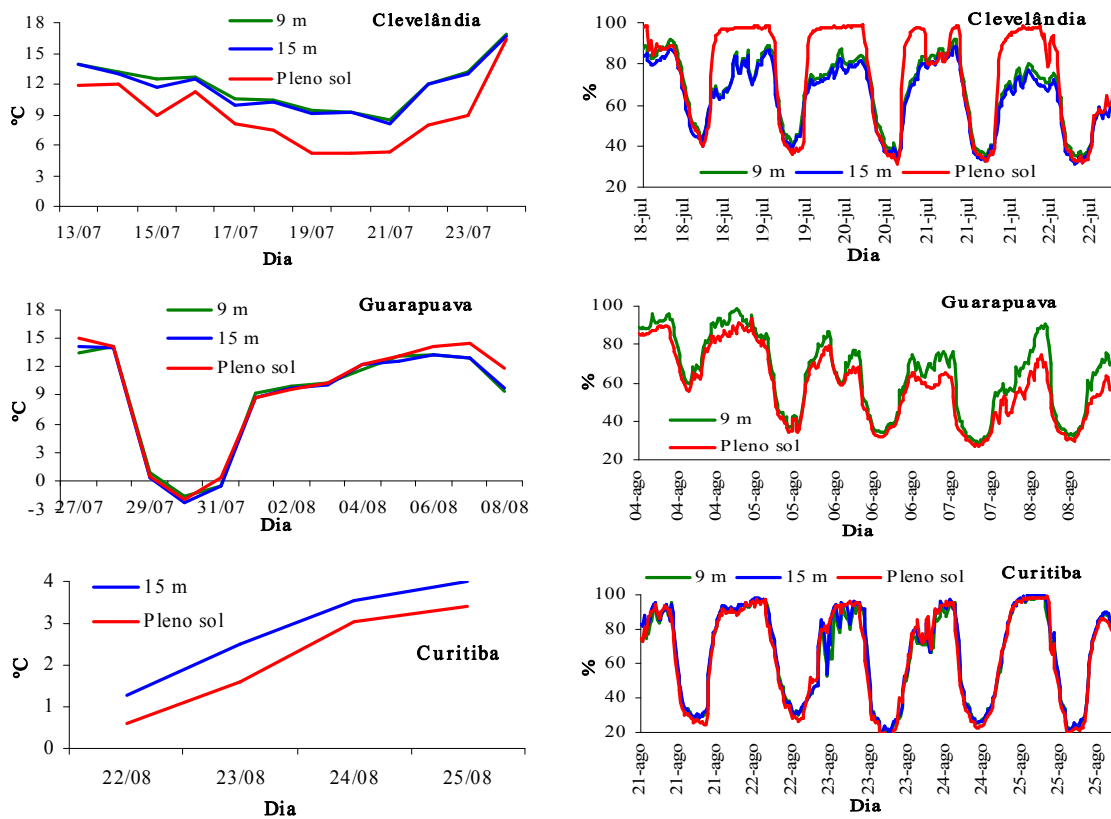 Clevelândia
9 m
15 m
Pleno sol
18
15
12
9
6
3
0
ºC
13/07 15/07 17/07 19/07 21/07 23/07
Dia
Clevelândia
100
80
60
40
20
%
9 m 15 m Pleno sol
18-jul 18-jul 18-jul 19-jul 19-jul 20-jul 20-jul 21-jul 21-jul 22-jul 22-jul
Dia
Guarapuava
9 m
15 m
Pleno sol
18
15
12
9
6
3
0
-3
ºC
27/07 29/07 31/07 02/08 04/08 06/08 08/08
Dia
Guarapuava
100
80
60
40
20
%
9 m
Pleno sol
04-ago 04-ago 04-ago 05-ago 05-ago 06-ago 06-ago 06-ago 07-ago 07-ago 08-ago 08-ago
Dia
15 m
Pleno sol
Curitiba
4
3
2
1
0
ºC
22/08 23/08 24/08 25/08
Dia
9 m 15 m Pleno sol
Curitiba
100
80
60
40
20
%
21-ago 21-ago 21-ago 22-ago 22-ago 23-ago 23-ago 24-ago 24-ago 25-ago 25-ago 25-ago
Dia